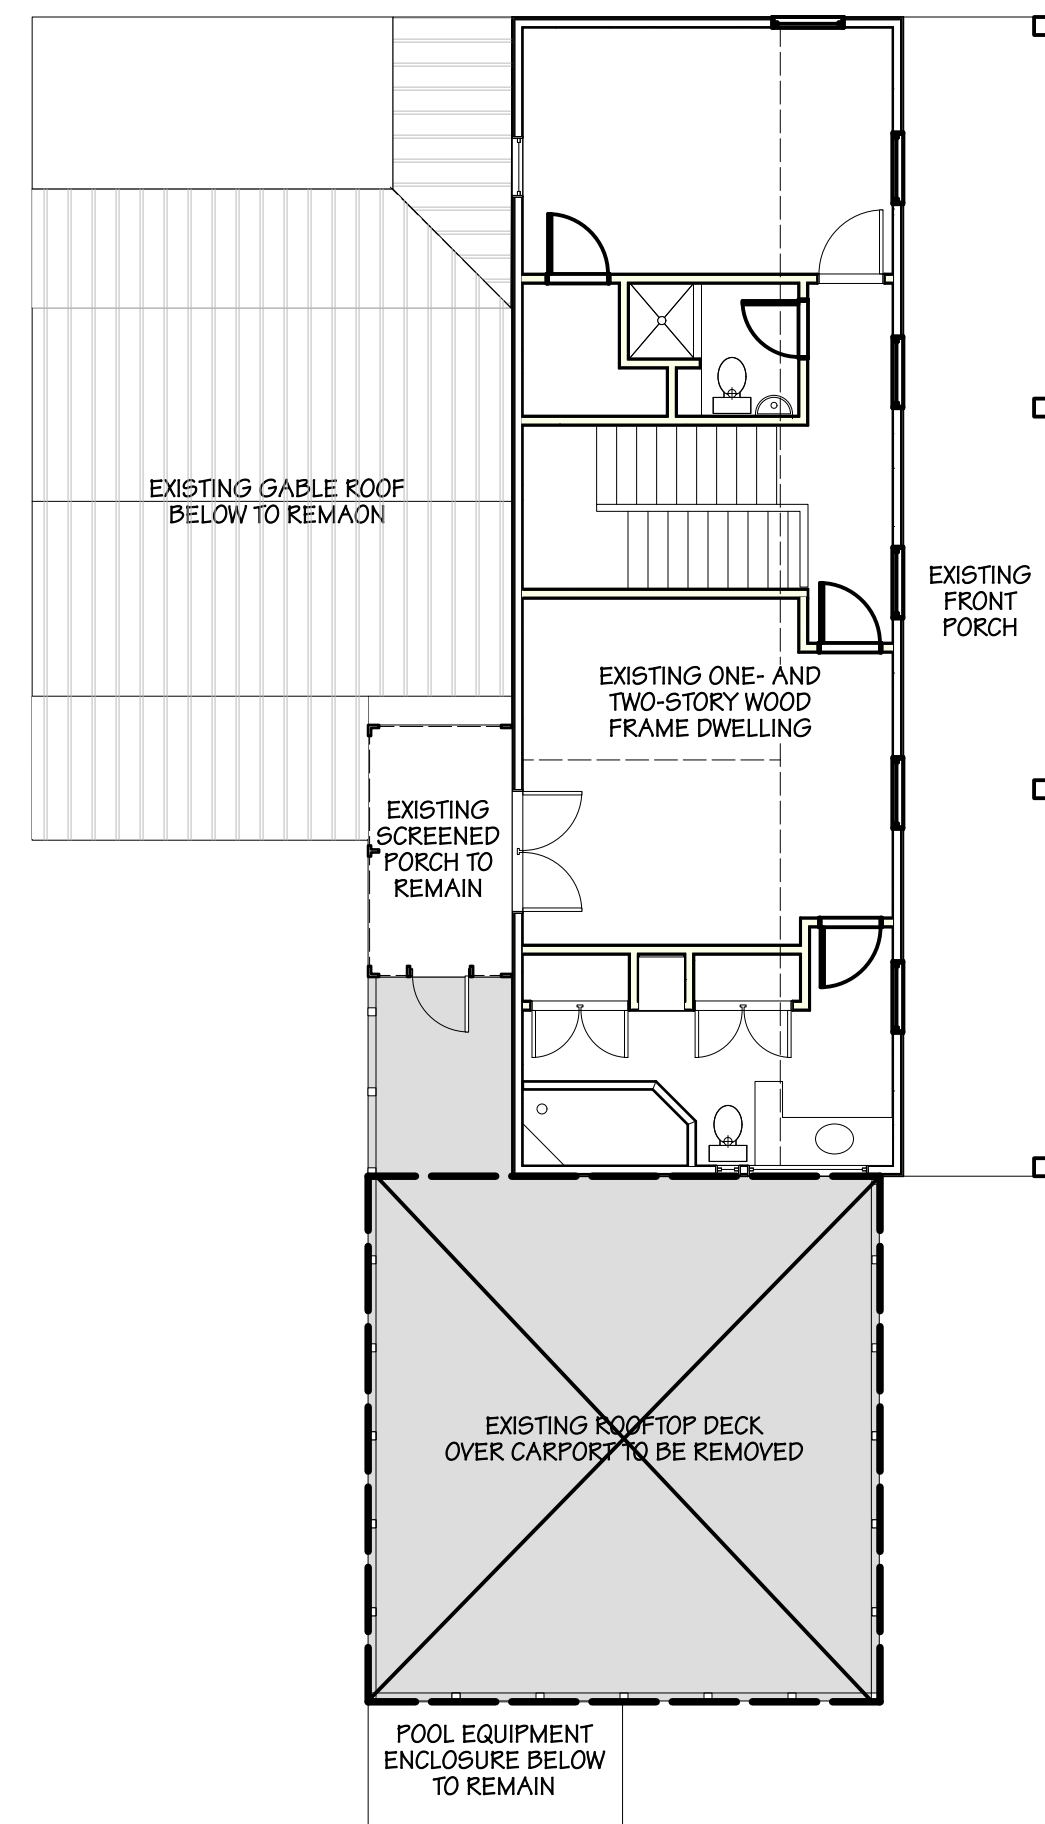 EXISTING GABLE ROOF
BELOW TO REMAON
EXISTING
FRONT
PORCH
EXISTING ONE- AND
TWO-STORY WOOD
FRAME DWELLING
EXISTING
SCREENED
PORCH TO
REMAIN
EXISTING ROOFTOP DECK
OVER CARPORT TO BE REMOVED
POOL EQUIPMENT
ENCLOSURE BELOW
TO REMAIN